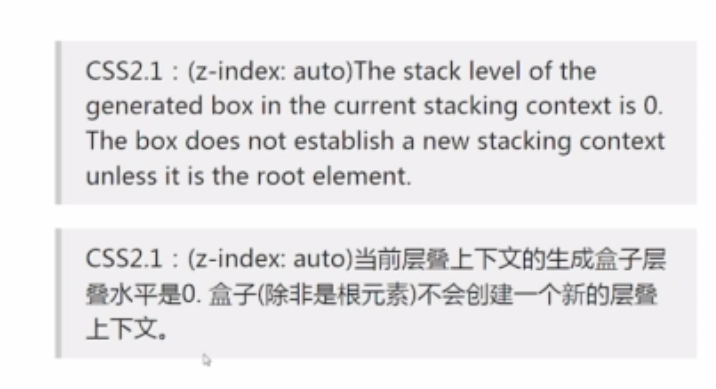 CSS2.1：(z-index: auto)The stack level of the
generated box in the current stacking context is 0.
The box does not establish a new stacking context
unless it is the root element.
CSS2.1：(z-index: auto)当前层叠上下文的生成盒子层
叠水平是0. 盒子(除非是根元素)不会创建一个新的层叠
上下文。